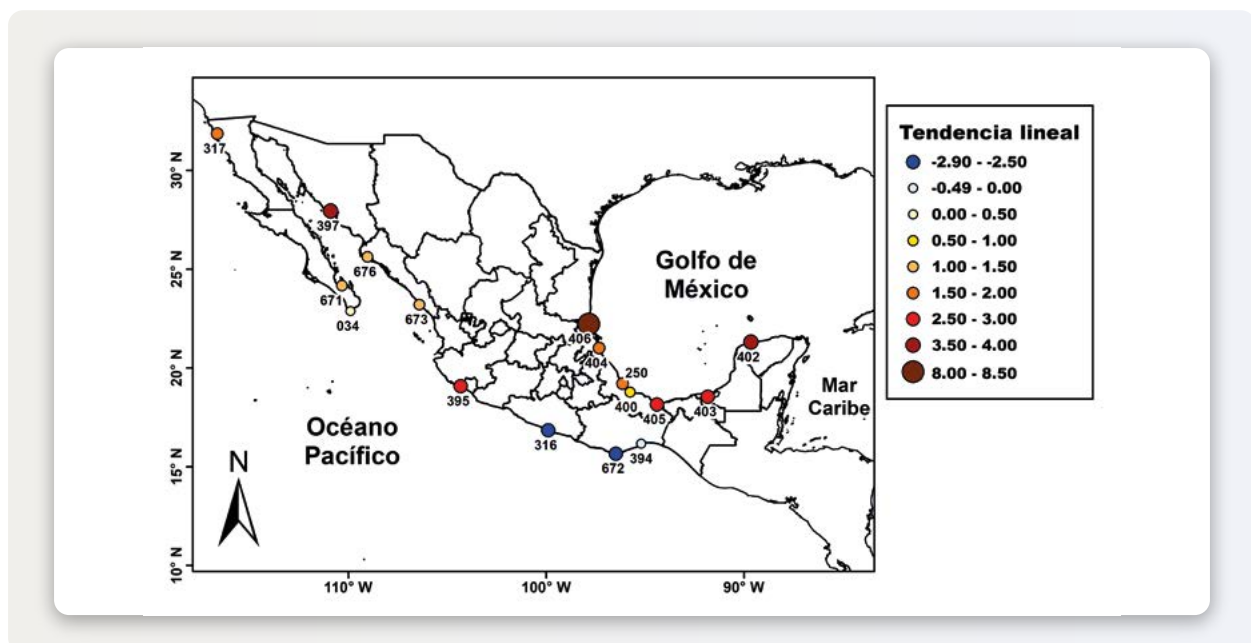 Tendencia lineal
-2.90 - -2.50
-0.49 - 0.00
0.00 - 0.50
0.50 - 1.00
1.00 - 1.50
1.50 - 2.00
2.50 - 3.00
3.50 - 4.00
8.00 - 8.50
30° N
25° N
20° N
15° N
10° N
110° W
100° W
90° W
317
397
676
671
034
673
395
316
672
394
406
404
250
400
405
403
402
Golfo de
México
Mar
Caribe
Océano
Pacífico
N